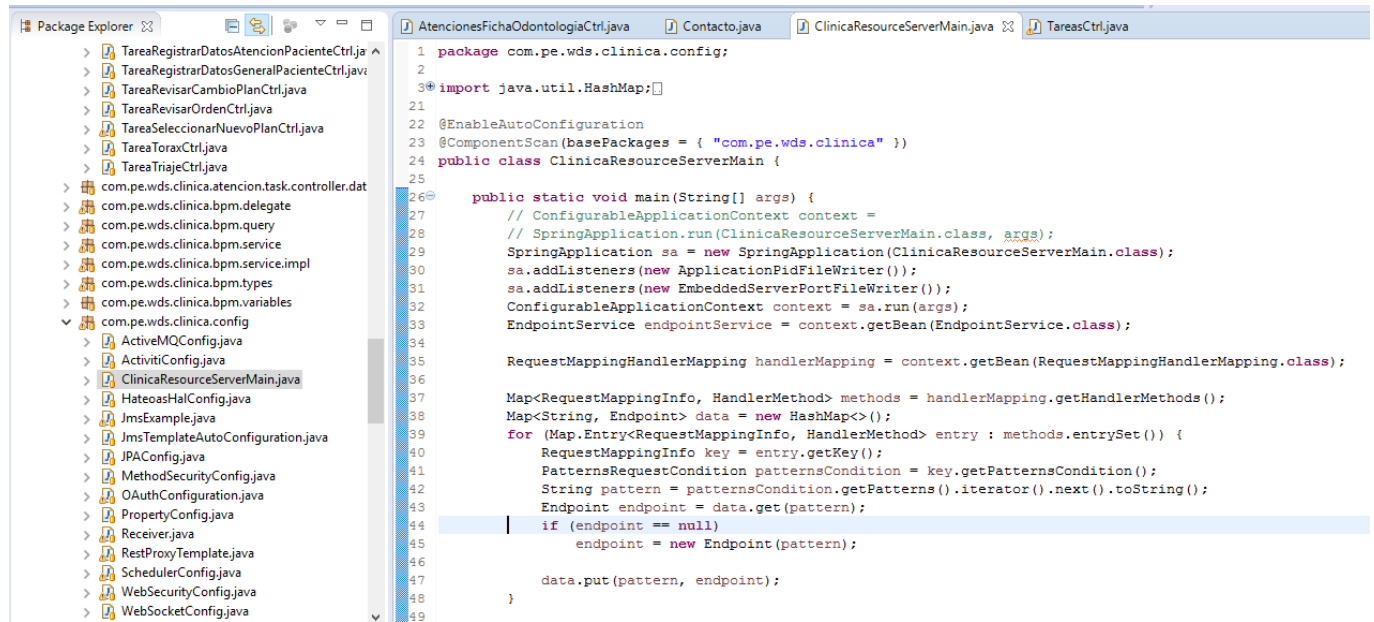 Package Explorer
TareaRegistrarDatosAtencionPacienteCtrl.ja
TareaRegistrarDatosGeneralPacienteCtrl.java
TareaRevisarCambioPlanCtrl.java
TareaRevisarOrdenCtrl.java
TareaSeleccionarNuevoPlanCtrl.java
TareaToraxCtrl.java
TareaTriajeCtrl.java
com.pe.wds.clinica.atencion.task.controller.dat
com.pe.wds.clinica.bpm.delegate
com.pe.wds.clinica.bpm.query
com.pe.wds.clinica.bpm.service
com.pe.wds.clinica.bpm.service.impl
com.pe.wds.clinica.bpm.types
com.pe.wds.clinica.bpm.variables
com.pe.wds.clinica.config
ActiveMQConfig.java
ActivitiConfig.java
ClinicaResourceServerMain.java
HateoasHalConfig.java
JmsExample.java
JmsTemplateAutoConfiguration.java
JPAConfig.java
MethodSecurityConfig.java
OAuthConfiguration.java
PropertyConfig.java
Receiver.java
RestProxyTemplate.java
SchedulerConfig.java
WebSecurityConfig.java
WebSocketConfig.java
AtencionesFichaOdontologiaCtrl.java Contacto.java ClinicaResourceServerMain.java TareasCtrl.java
1 package com.pe.wds.clinica.config;
2
3 import java.util.HashMap;
21
22 @EnableAutoConfiguration
23 @ComponentScan(basePackages = { "com.pe.wds.clinica" })
24 public class ClinicaResourceServerMain {
25
26 public static void main(String[] args) {
27 // ConfigurableApplicationContext context =
28 // SpringApplication.run(ClinicaResourceServerMain.class, args);
29 SpringApplication sa = new SpringApplication(ClinicaResourceServerMain.class);
30 sa.addListeners(new ApplicationPidFileWriter());
31 sa.addListeners(new EmbeddedServerPortFileWriter());
32 ConfigurableApplicationContext context = sa.run(args);
33 EndpointService endpointService = context.getBean(EndpointService.class);
34
35 RequestMappingHandlerMapping handlerMapping = context.getBean(RequestMappingHandlerMapping.class);
36
37 Map<RequestMappingInfo, HandlerMethod> methods = handlerMapping.getHandlerMethods();
38 Map<String, Endpoint> data = new HashMap<>();
39 for (Map.Entry<RequestMappingInfo, HandlerMethod> entry : methods.entrySet()) {
40 RequestMappingInfo key = entry.getKey();
41 PatternsRequestCondition patternsCondition = key.getPatternsCondition();
42 String pattern = patternsCondition.getPatterns().iterator().next().toString();
43 Endpoint endpoint = data.get(pattern);
44 if (endpoint == null)
45 endpoint = new Endpoint(pattern);
46
47 data.put(pattern, endpoint);
48 }
49